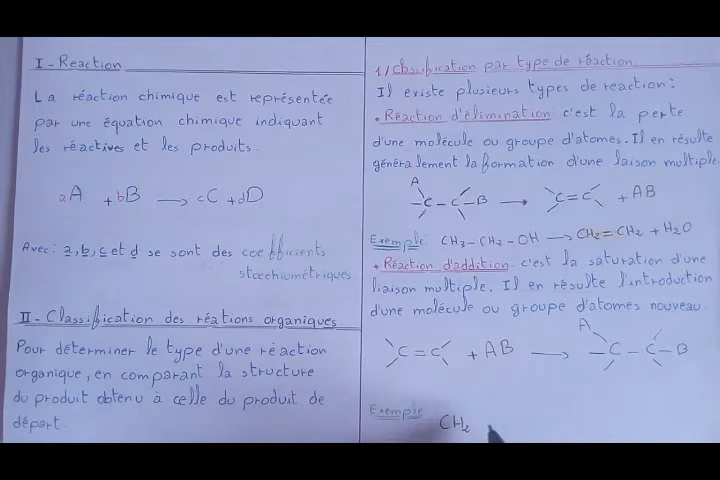 I - Reaction
La réaction chimique est représentée
par une équation chimique indiquant
les réactives et les produits.
aA + bB → cC + dD
Avec: a, b, c et d se sont des coefficients
stœchiométriques
II - Classification des réations organiques
Pour déterminer le type d'une réaction
organique, en comparant la structure
du produit obtenu à celle du produit de
départ.
1/ Classification par type de réaction
Il existe plusieurs types de reaction:
• Réaction d'élimination c'est la perte
d'une molécule ou groupe d'atomes. Il en résulte
généralement la formation d'une liaison multiple.
A
-C-C-B → C=C + AB
Exemple: CH3-CH2-OH → CH2=CH2 + H2O
• Réaction d'addition c'est la saturation d'une
liaison multiple. Il en résulte l'introduction
d'une molécule ou groupe d'atomes nouveau.
A
C=C + AB → -C-C-B
Exemple
CH2